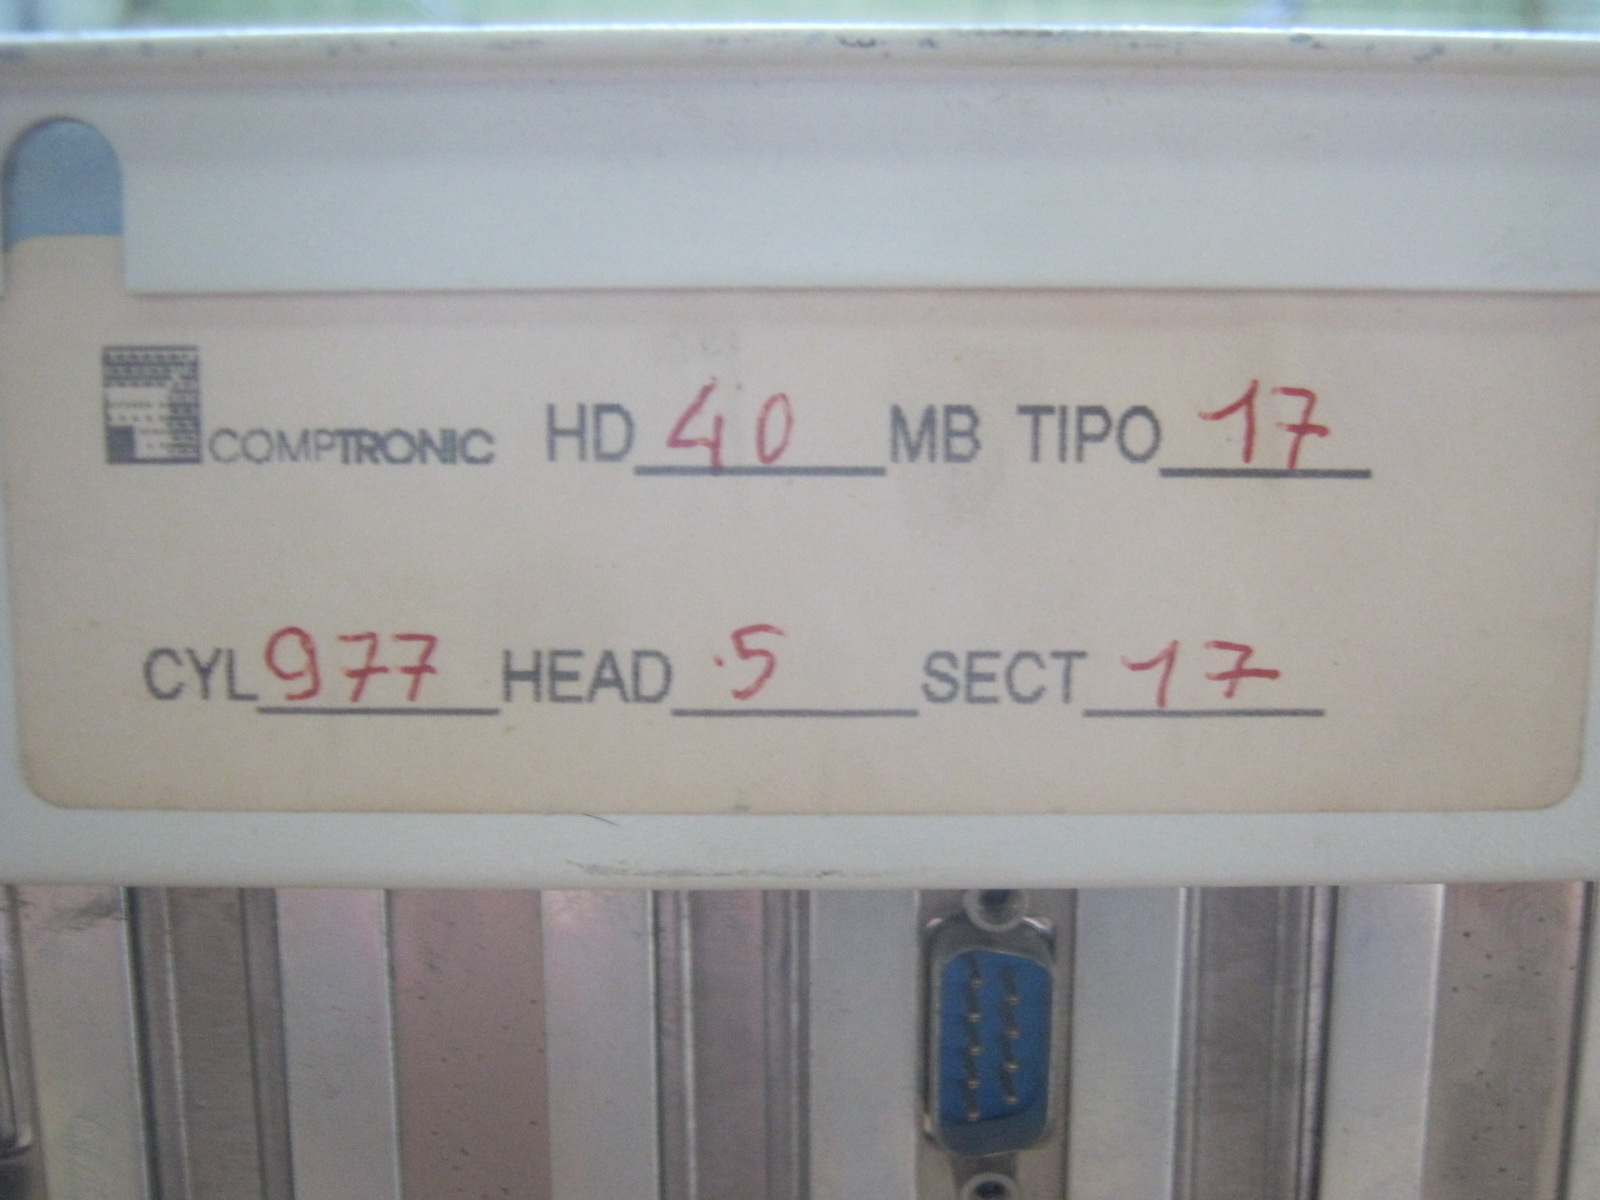 COMPTRONIC HD 40 MB TIPO 17
CYL 977 HEAD 5 SECT 17